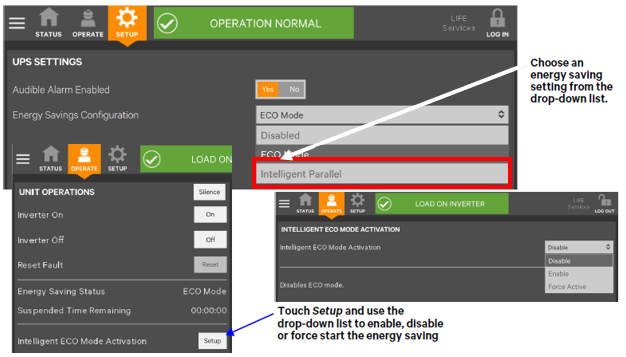 STATUS OPERATE SETUP
OPERATION NORMAL
LIFE
Services
LOG IN
UPS SETTINGS
Audible Alarm Enabled
Yes No
Energy Savings Configuration
ECO Mode
Disabled
ECO Mode
Intelligent Parallel
Choose an
energy saving
setting from the
drop-down list.
STATUS OPERATE SETUP
LOAD ON
UNIT OPERATIONS
Silence
Inverter On
On
Inverter Off
Off
Reset Fault
Reset
Energy Saving Status
ECO Mode
Suspended Time Remaining
00:00:00
Intelligent ECO Mode Activation
Setup
STATUS OPERATE SETUP
LOAD ON INVERTER
LIFE
Services
LOG OUT
INTELLIGENT ECO MODE ACTIVATION
Intelligent ECO Mode Activation
Disable
Disable
Enable
Force Active
Disables ECO mode.
Touch Setup and use the
drop-down list to enable, disable
or force start the energy saving